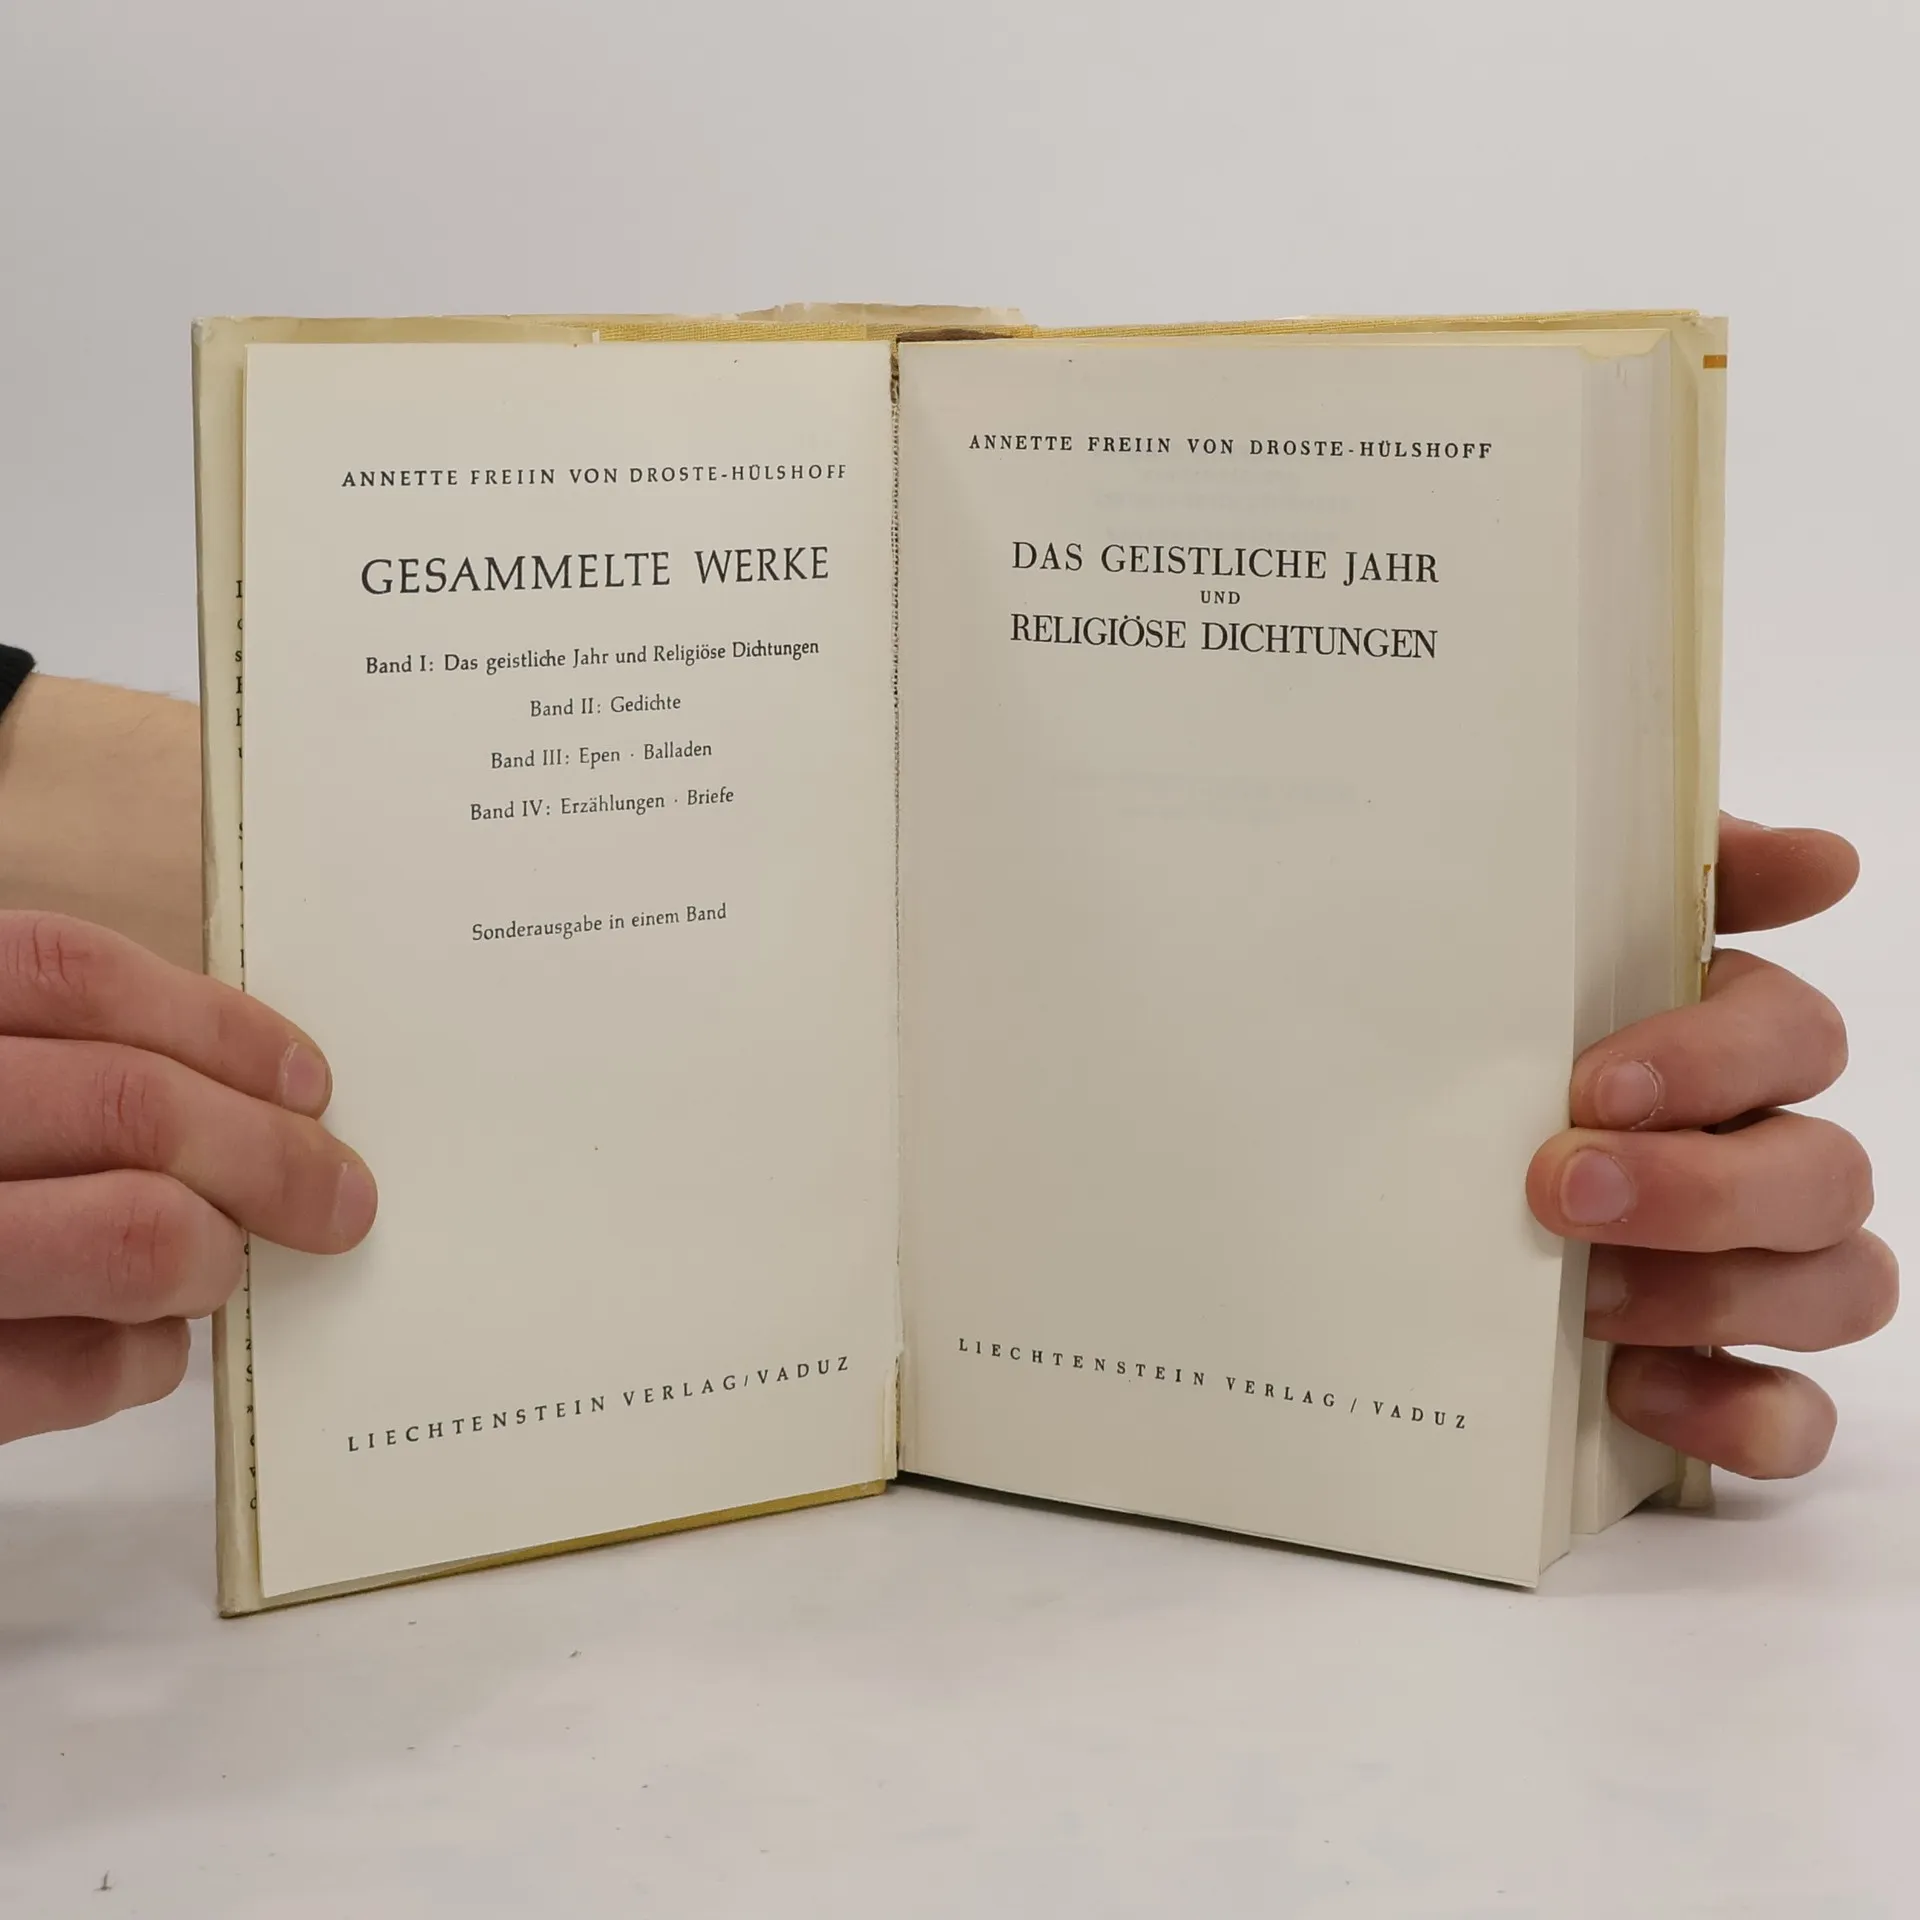 ANNETTE FREIIN VON DROSTE-HÜLSHOFF
GESAMMELTE WERKE
Band I: Das geistliche Jahr und Religiöse Dichtungen
Band II: Gedichte
Band III: Epen · Balladen
Band IV: Erzählungen · Briefe
Sonderausgabe in einem Band
LIECHTENSTEIN VERLAG/VADUZ
ANNETTE FREIIN VON DROSTE-HÜLSHOFF
DAS GEISTLICHE JAHR
UND
RELIGIÖSE DICHTUNGEN
LIECHTENSTEIN VERLAG / VADUZ